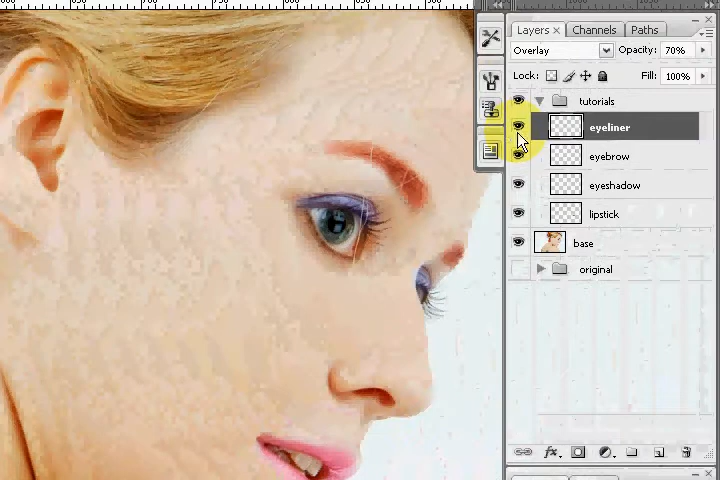 Layers × Channels Paths
Overlay Opacity: 70%
Lock: Fill: 100%
tutorials
eyeliner
eyebrow
eyeshadow
lipstick
base
original